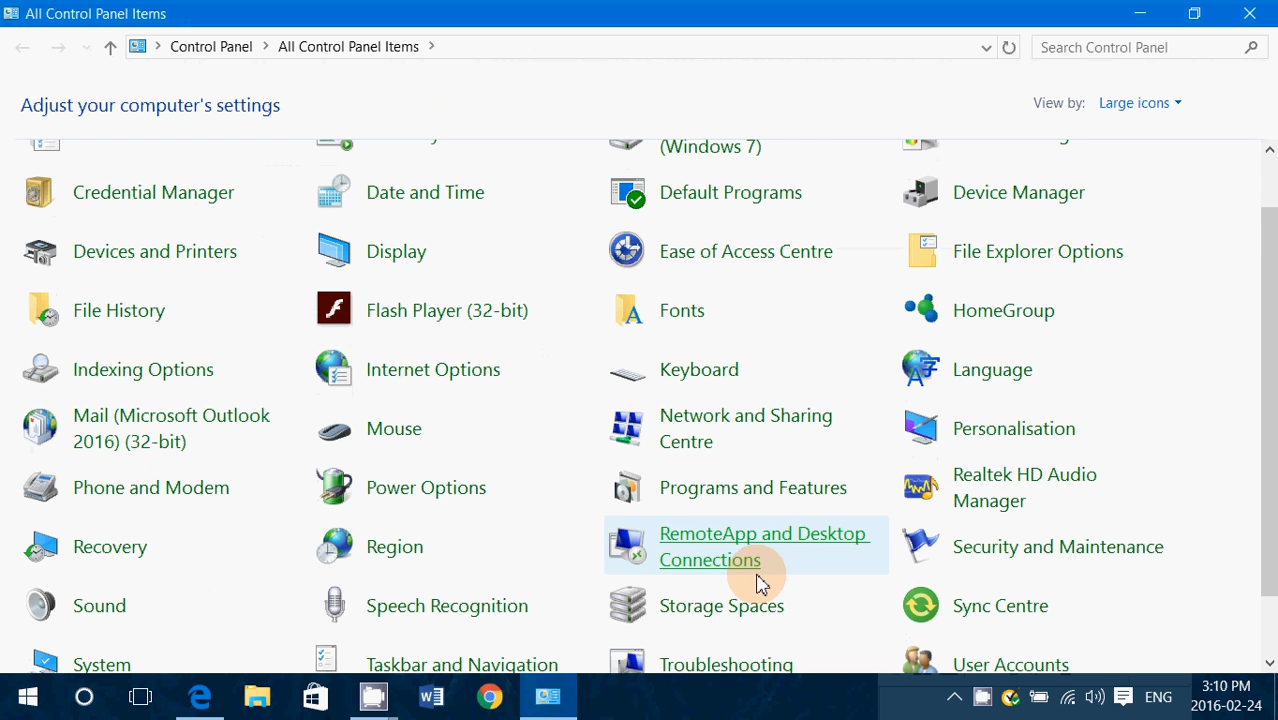 All Control Panel Items
Control Panel > All Control Panel Items >
Search Control Panel
Adjust your computer's settings
View by: Large icons
(Windows 7)
Credential Manager
Date and Time
Default Programs
Device Manager
Devices and Printers
Display
Ease of Access Centre
File Explorer Options
File History
Flash Player (32-bit)
Fonts
HomeGroup
Indexing Options
Internet Options
Keyboard
Language
Mail (Microsoft Outlook
2016) (32-bit)
Mouse
Network and Sharing
Centre
Personalisation
Phone and Modem
Power Options
Programs and Features
Realtek HD Audio
Manager
Recovery
Region
RemoteApp and Desktop
Connections
Security and Maintenance
Sound
Speech Recognition
Storage Spaces
Sync Centre
System
Taskbar and Navigation
Troubleshooting
User Accounts
ENG
3:10 PM
2016-02-24